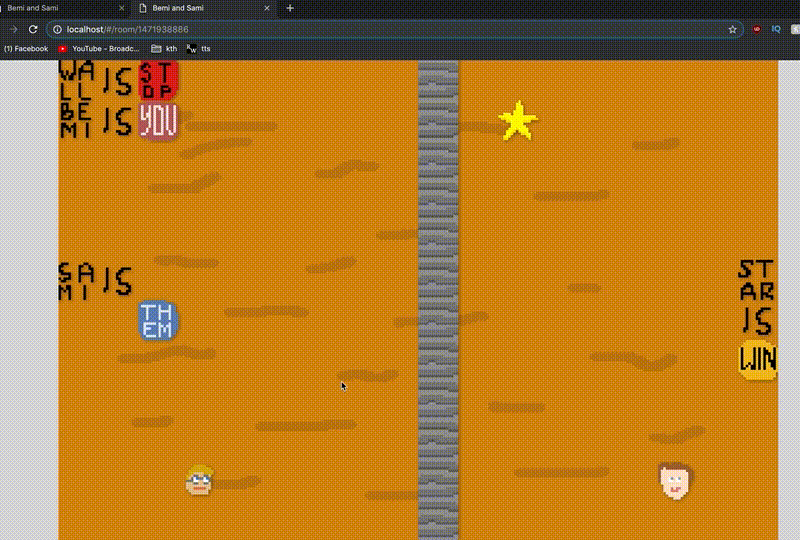 Bemi and Sami
Bemi and Sami
localhost/#/room/1471938886
IQ
(1) Facebook
YouTube - Broadc...
kth
tts
WALL IS STOP
BEMI IS YOU
SAMI IS
THEM
STAR
IS
WIN